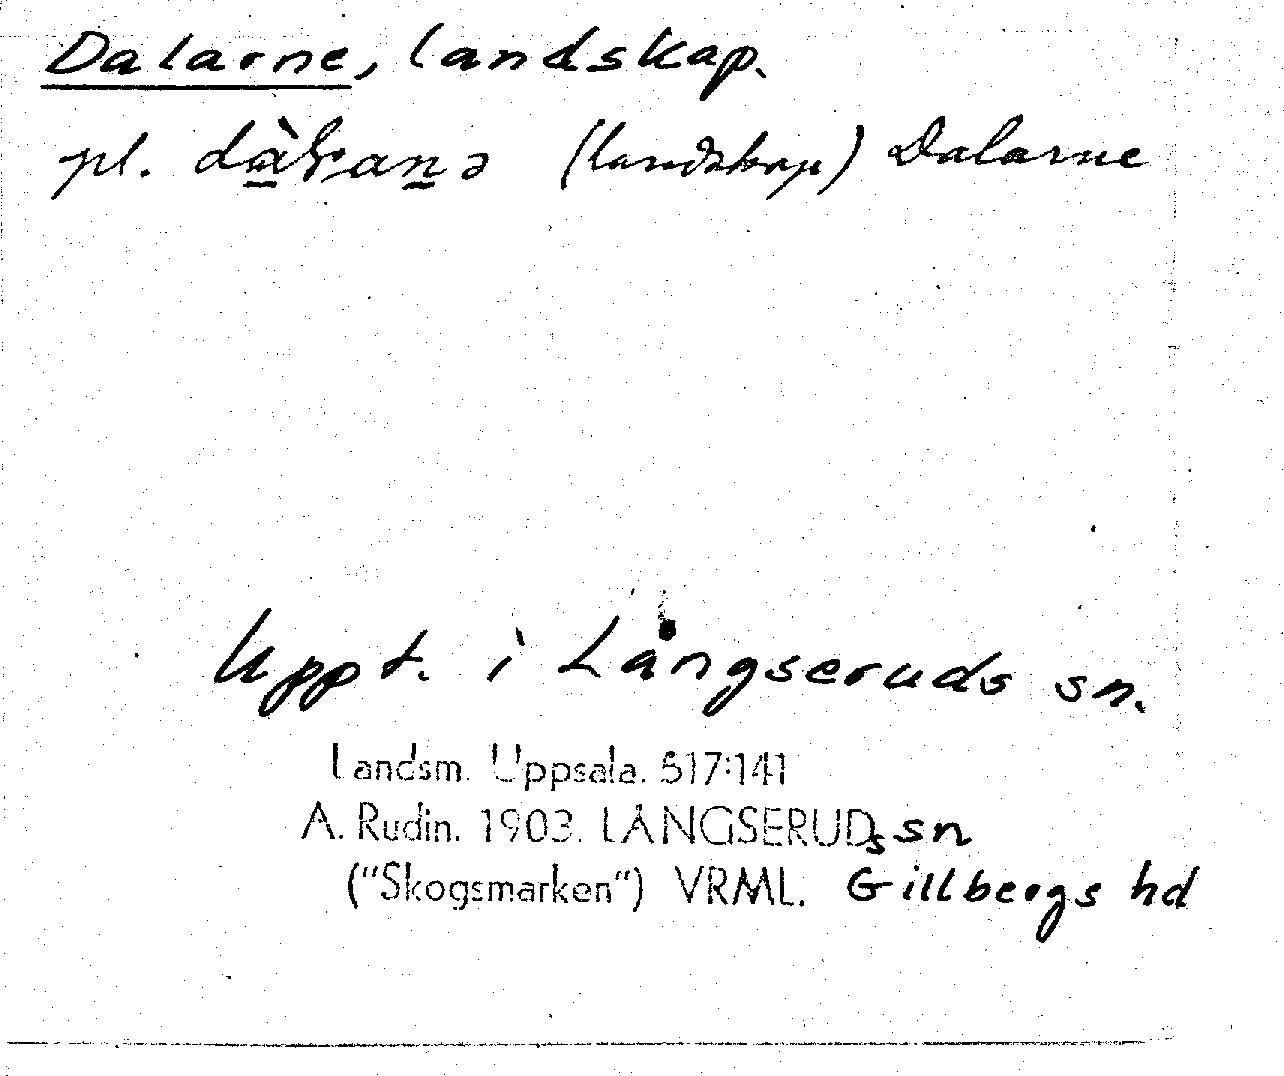 Dalarne, landskap.
pl. (landskap) Dalarne
Uppt. i Långseruds sn.
Landsm. Uppsala. 517:141
A. Rudin. 1903. LÅNGSERUDs sn
("Skogsmarken") VRML. Gillbergs hd